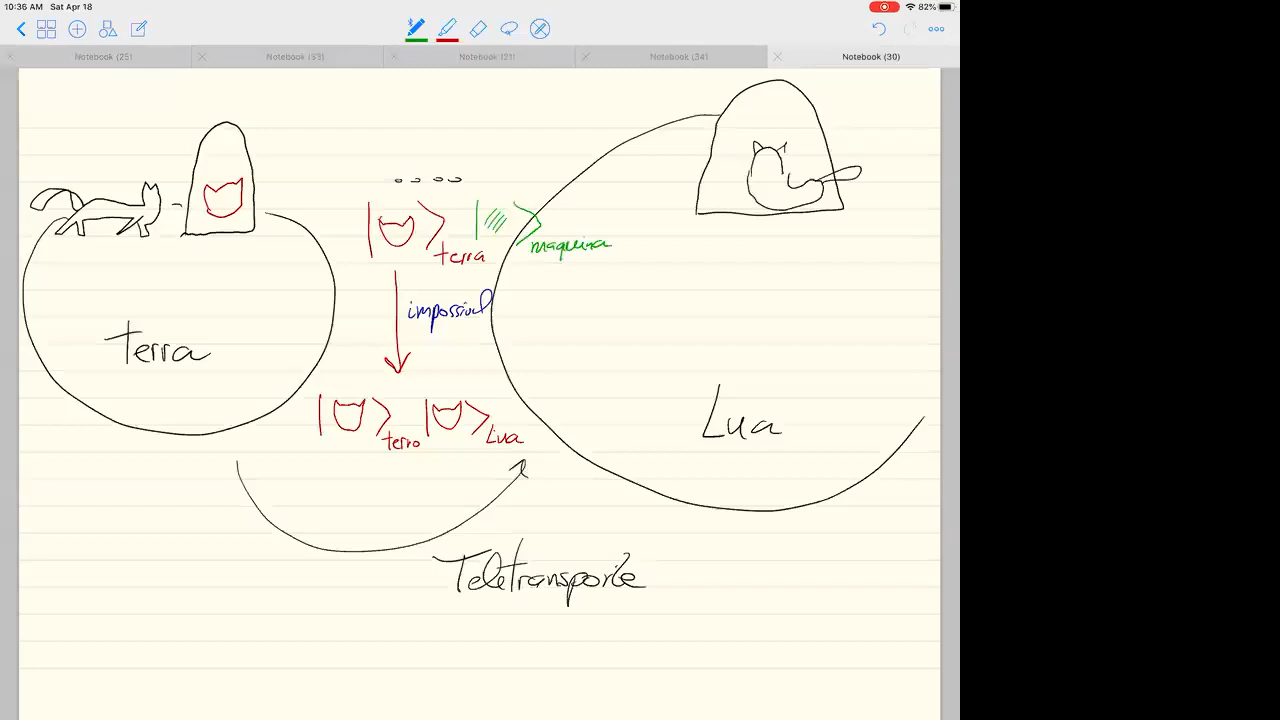 10:36 AM Sat Apr 18 82%
Notebook (25) Notebook (53) Notebook (21) Notebook (34) Notebook (30)
terra
maquina
impossivel
terra
Lua
terra
Lua
Teletransporte